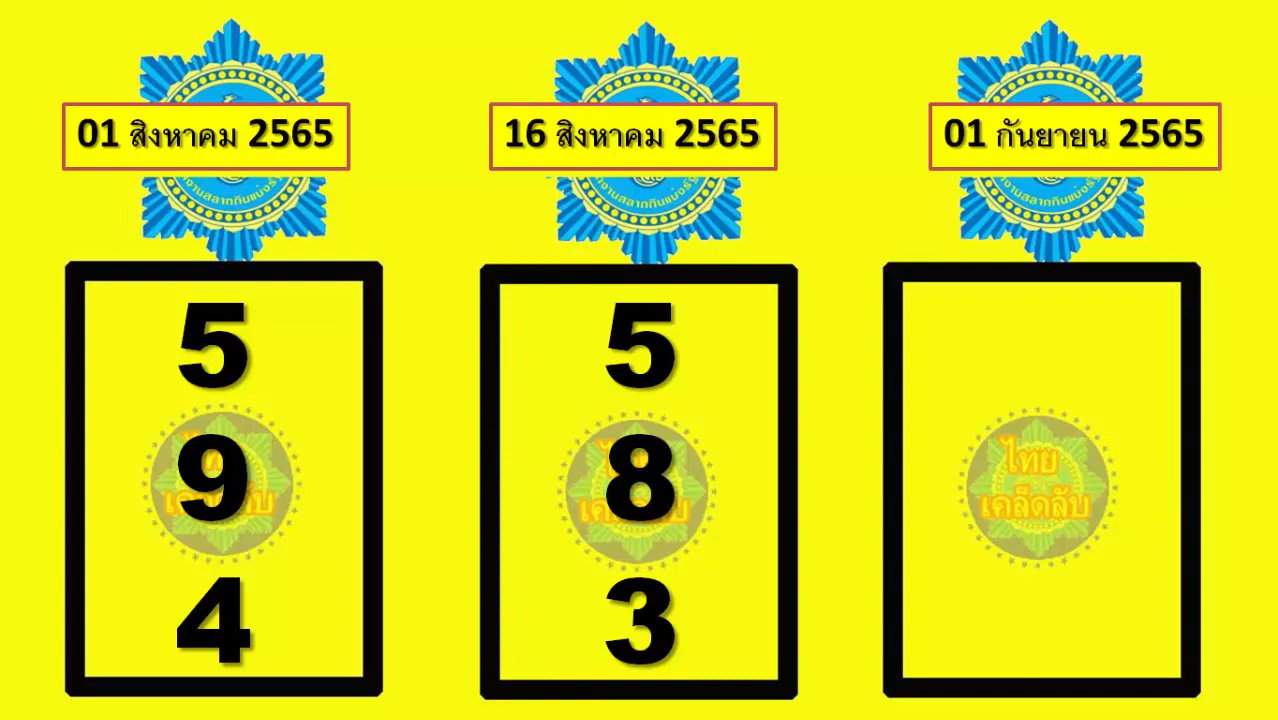 01 สิงหาคม 2565
16 สิงหาคม 2565
01 กันยายน 2565
5
9
4
5
8
3
ไทย
เคล็ดลับ